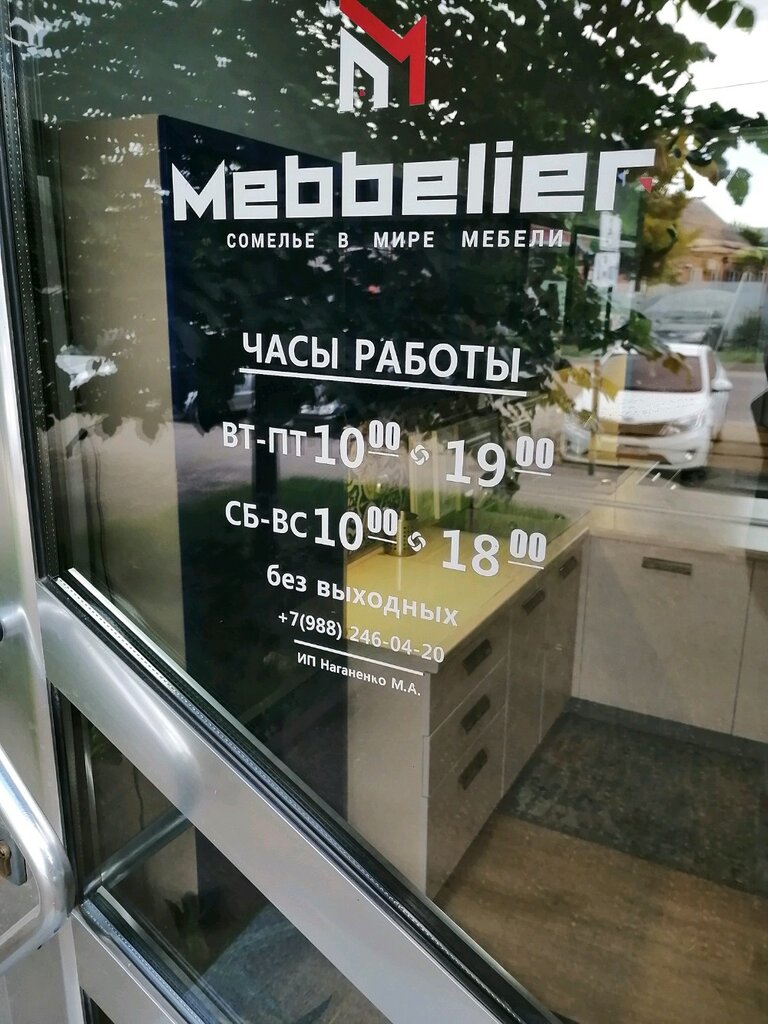 Mebbelier
СОМЕЛЬЕ В МИРЕ МЕБЕЛИ
ЧАСЫ РАБОТЫ
ВТ-ПТ 10 00 19 00
СБ-ВС 10 00 18 00
без выходных
+7(988) 246-04-20
ИП Наганенко М.А.